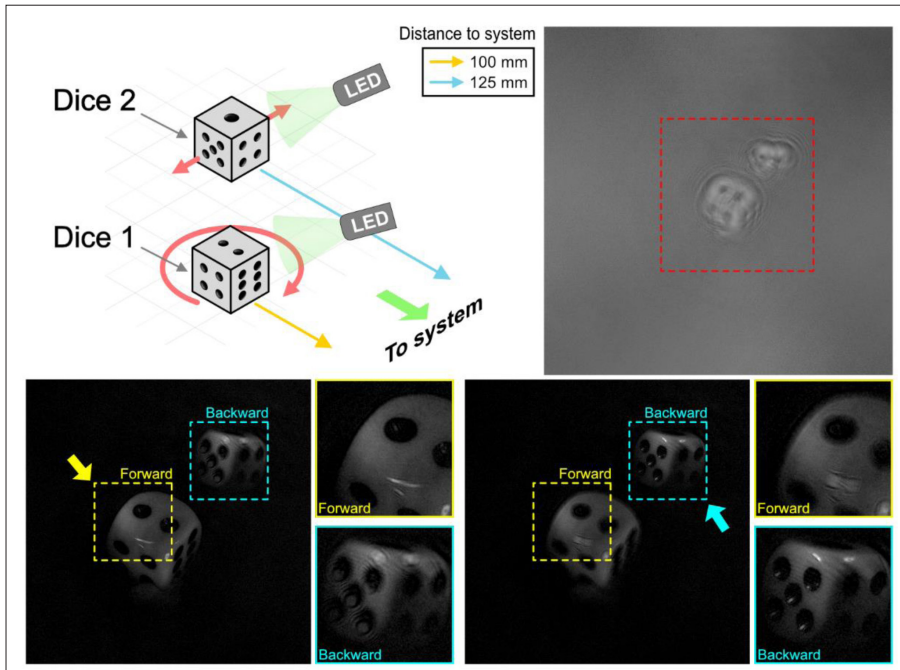 Distance to system
100 mm
125 mm
LED
Dice 2
LED
Dice 1
To system
Backward
Forward
Forward
Backward
Backward
Forward
Forward
Backward